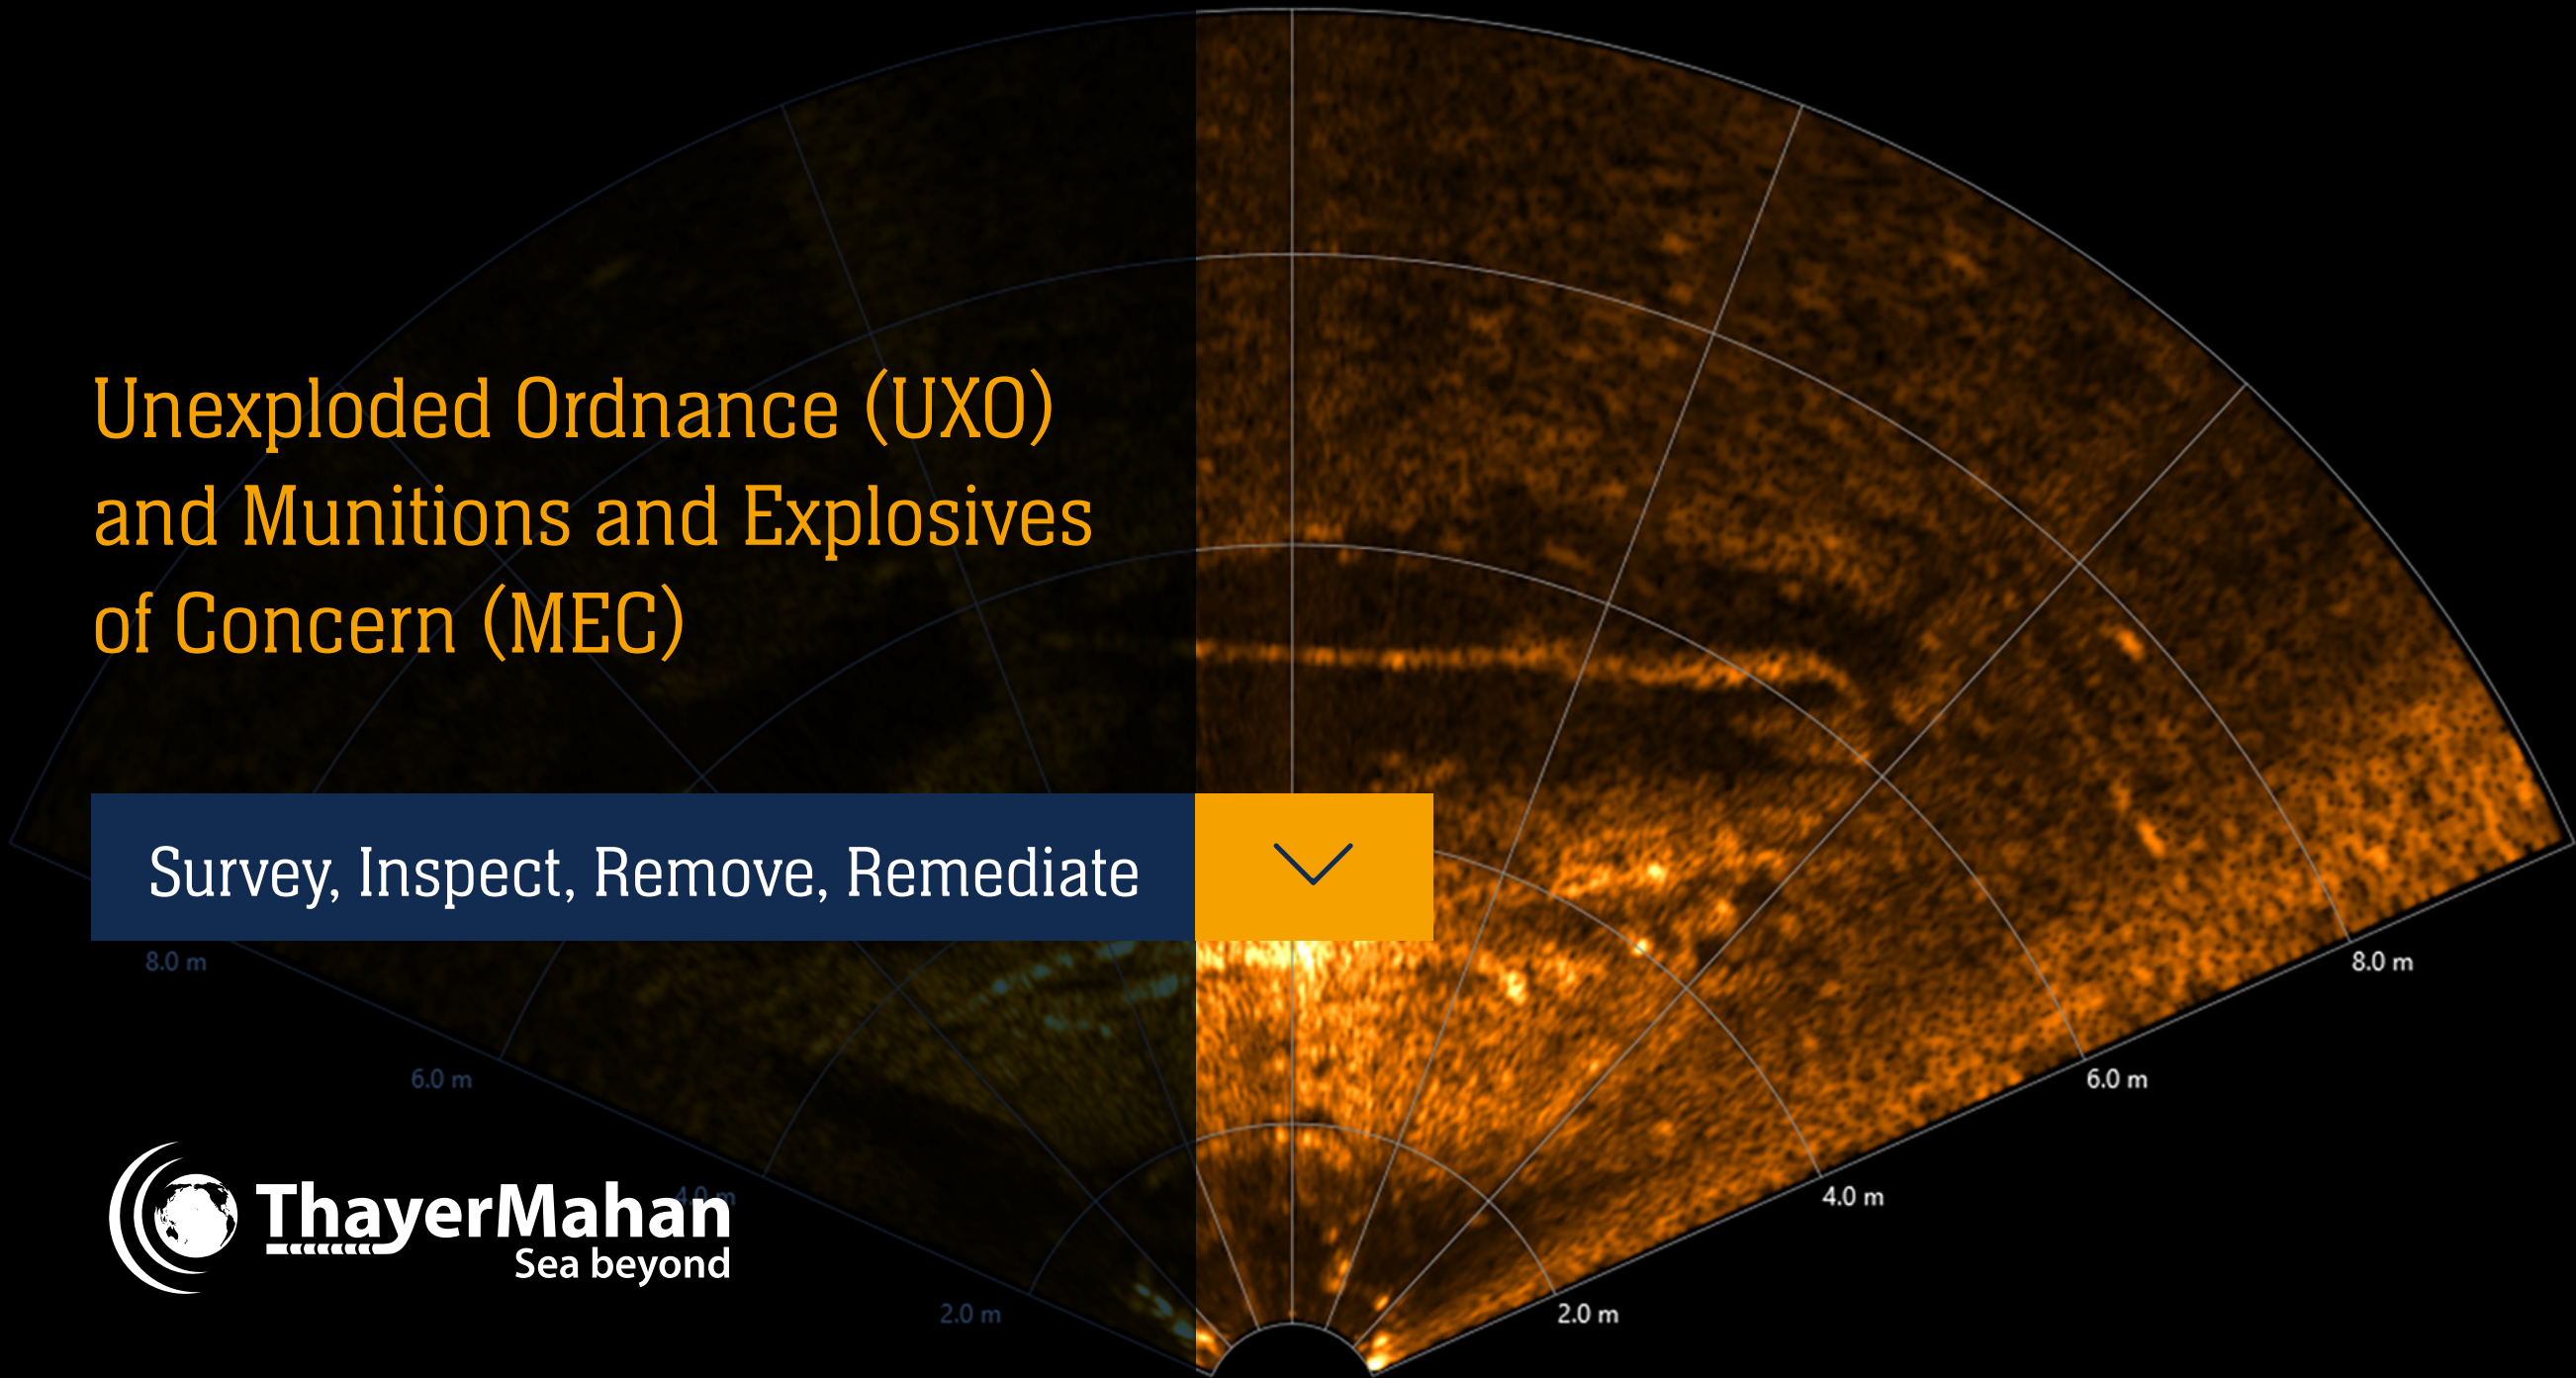 Unexploded Ordnance (UXO)
and Munitions and Explosives
of Concern (MEC)
Survey, Inspect, Remove, Remediate
8.0 m
8.0 m
6.0 m
6.0 m
4.0 m
4.0 m
ThayerMahan
Sea beyond
2.0 m
2.0 m